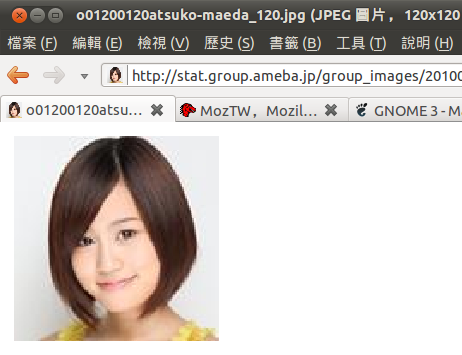 o01200120atsuko-maeda_120.jpg (JPEG 圖片，120x120
檔案 (F) 編輯 (E) 檢視 (V) 歷史 (S) 書籤 (B) 工具 (T) 說明 (H)
http://stat.group.ameba.jp/group_images/20100
o01200120atsu... MozTW，Mozil... GNOME 3 - Ma